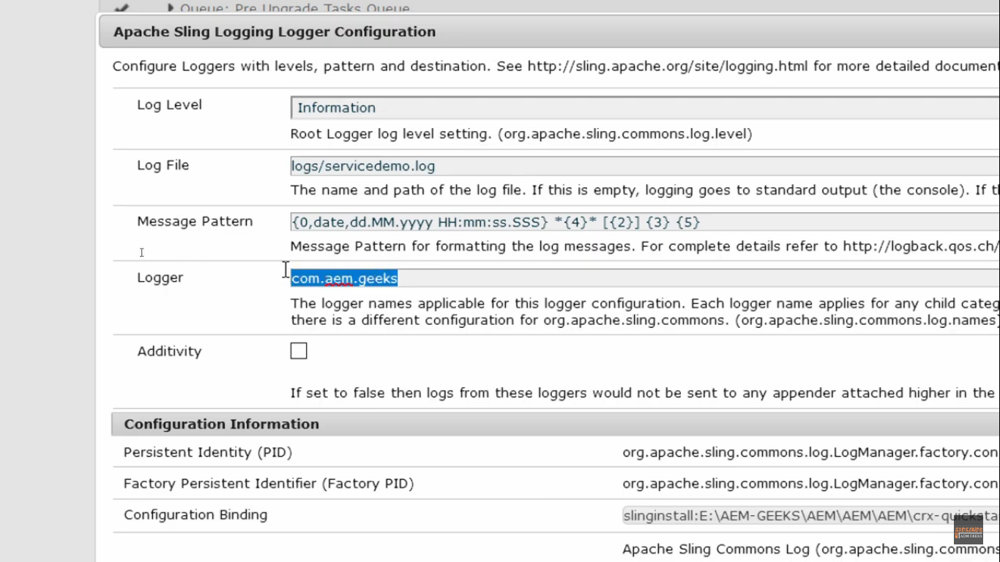 Queue: Pre Upgrade Tasks Queue
Apache Sling Logging Logger Configuration
Configure Loggers with levels, pattern and destination. See http://sling.apache.org/site/logging.html for more detailed document
Log Level
Information
Root Logger log level setting. (org.apache.sling.commons.log.level)
Log File
logs/servicedemo.log
The name and path of the log file. If this is empty, logging goes to standard output (the console). If t
Message Pattern
{0,date,dd.MM.yyyy HH:mm:ss.SSS} *{4}* [{2}] {3} {5}
Message Pattern for formatting the log messages. For complete details refer to http://logback.qos.ch/
Logger
com.aem.geeks
The logger names applicable for this logger configuration. Each logger name applies for any child categ
there is a different configuration for org.apache.sling.commons. (org.apache.sling.commons.log.names)
Additivity
If set to false then logs from these loggers would not be sent to any appender attached higher in the
Configuration Information
Persistent Identity (PID)
org.apache.sling.commons.log.LogManager.factory.con
Factory Persistent Identifier (Factory PID)
org.apache.sling.commons.log.LogManager.factory.con
Configuration Binding
slinginstall:E:\AEM-GEEKS\AEM\AEM\AEM\crx-quicksta
SUBSCRIBE
AEM GEEKS
Apache Sling Commons Log (org.apache.sling.commons